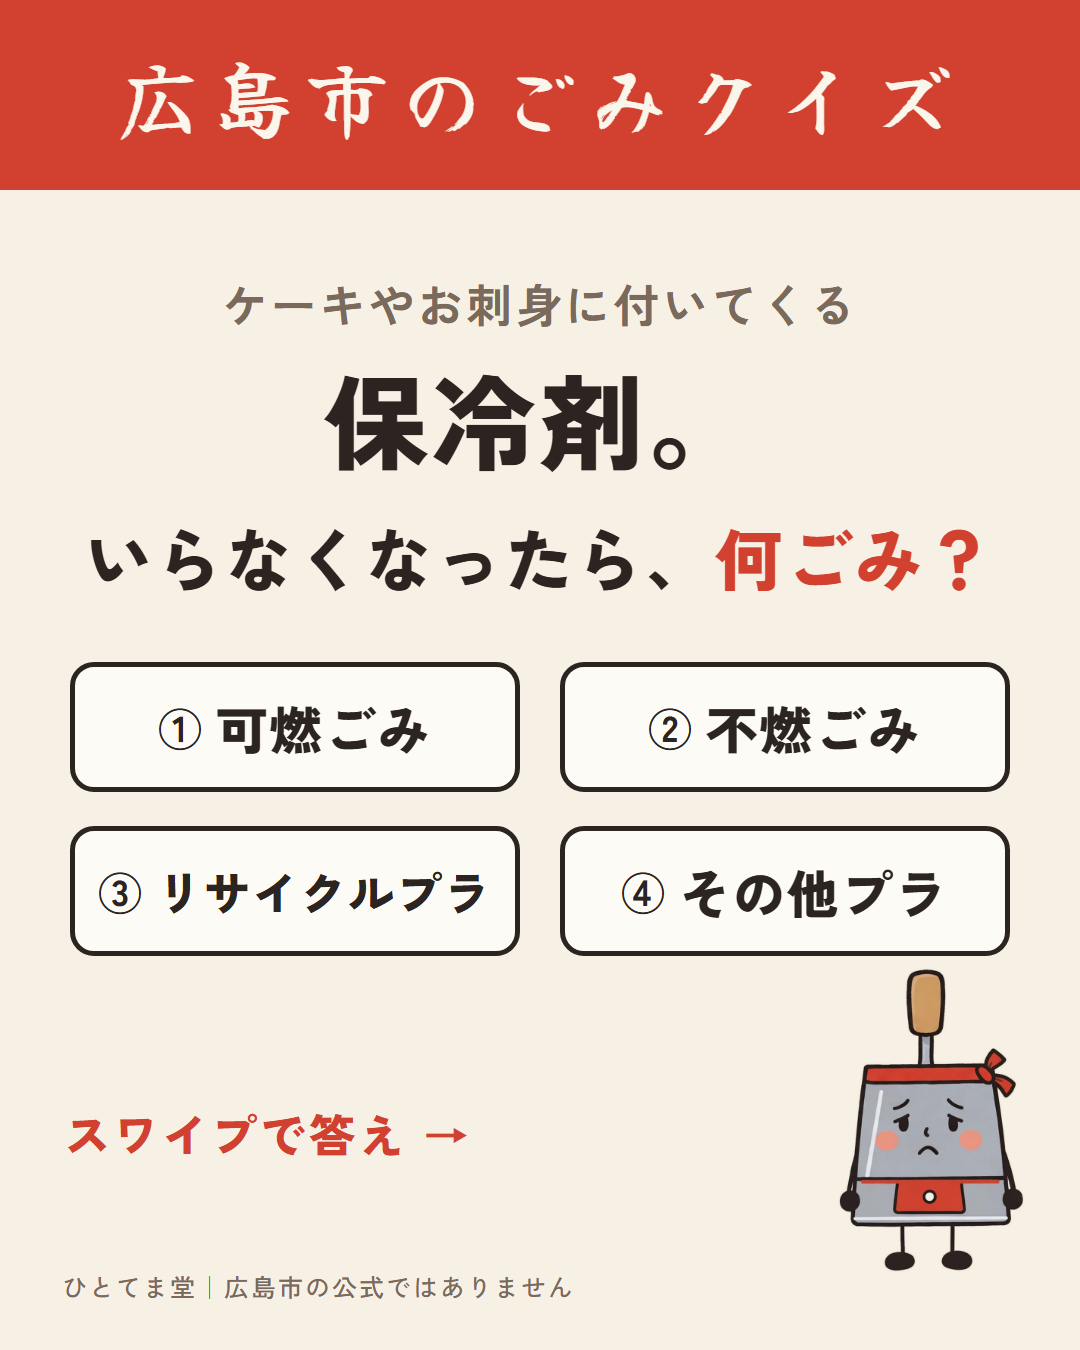 広島市のごみクイズ
ケーキやお刺身に付いてくる
保冷剤。
いらなくなったら、何ごみ？
① 可燃ごみ
② 不燃ごみ
③ リサイクルプラ
④ その他プラ
スワイプで答え →
ひとてま堂｜広島市の公式ではありません